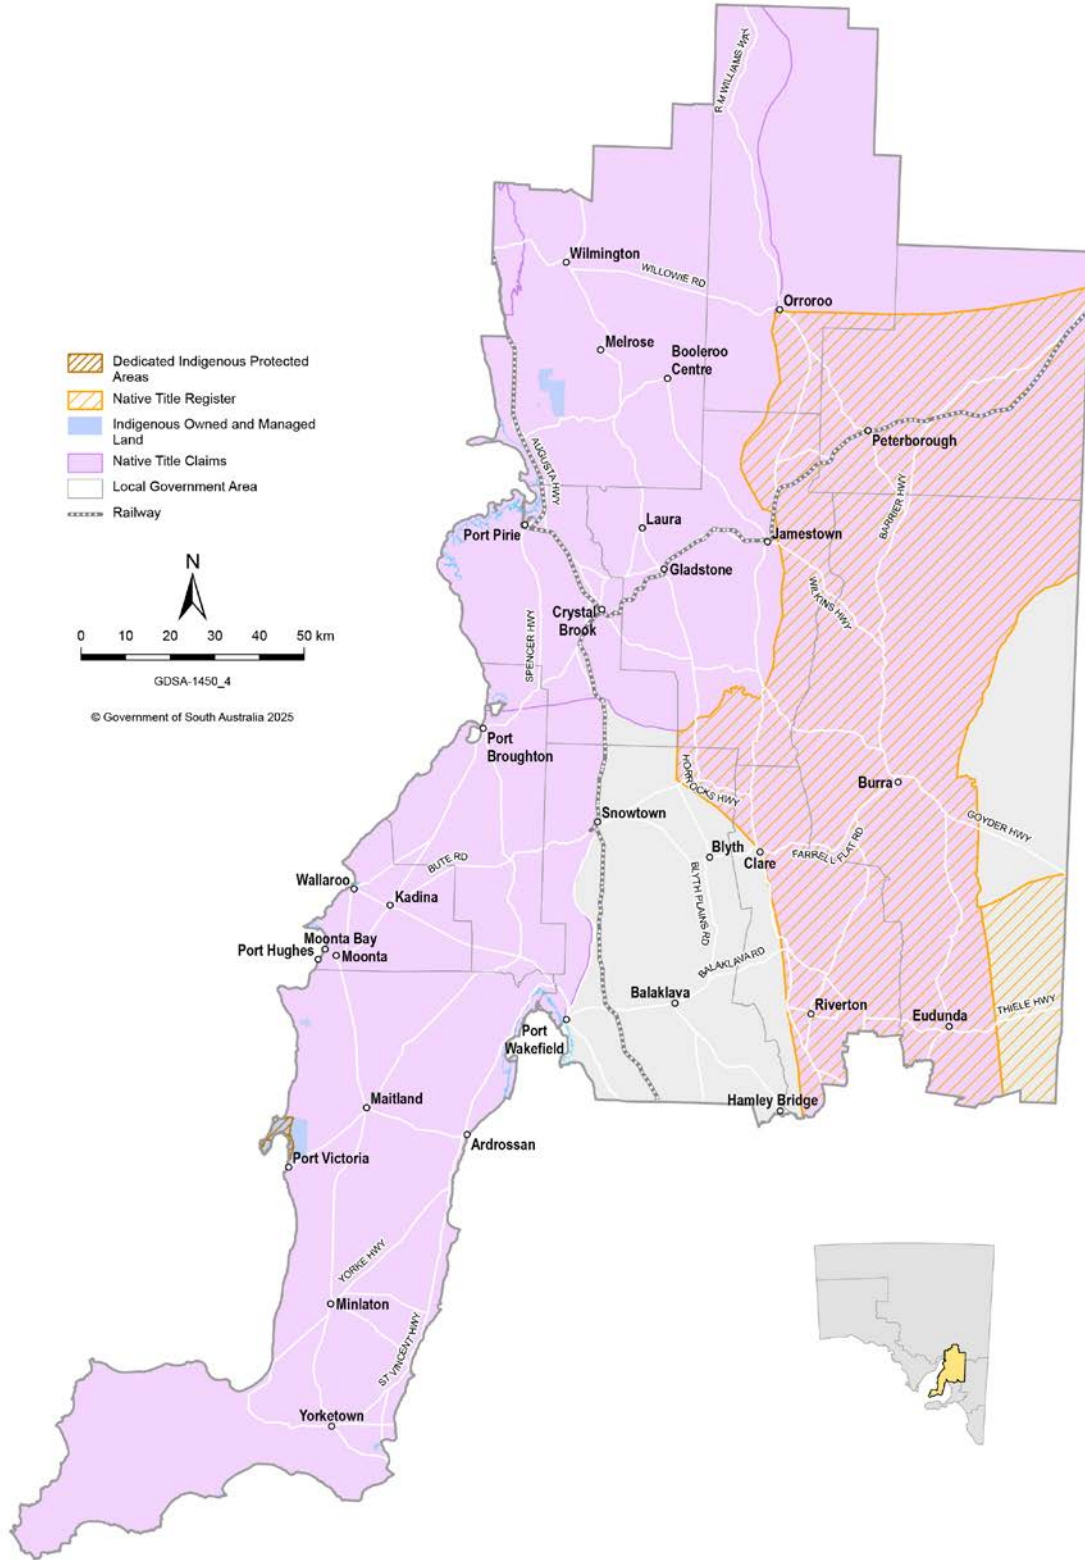 R M WILLIAMS WAY
Wilmington
WILLOWIE RD
Orroroo
Melrose
Booleroo
Centre
Dedicated Indigenous Protected
Areas
Native Title Register
Indigenous Owned and Managed
Land
Native Title Claims
Local Government Area
Railway
Peterborough
AUGUSTA HWY
BARRIER HWY
Port Pirie
Laura
Jamestown
Gladstone
N
WILKINS HWY
Crystal
Brook
SPENCER HWY
0 10 20 30 40 50 km
GDSA-1450_4
© Government of South Australia 2025
Port
Broughton
HORROCKS HWY
Burra
Snowtown
GOYDER HWY
Blyth
Clare
FARRELL FLAT RD
BUTE RD
Wallaroo
Kadina
BLYTH PLAINS RD
Moonta Bay
Port Hughes
Moonta
BALAKLAVA RD
Balaklava
Riverton
Eudunda
THIELE HWY
Port
Wakefield
Maitland
Hamley Bridge
Ardrossan
Port Victoria
YORKE HWY
Minlaton
ST VINCENT HWY
Yorketown